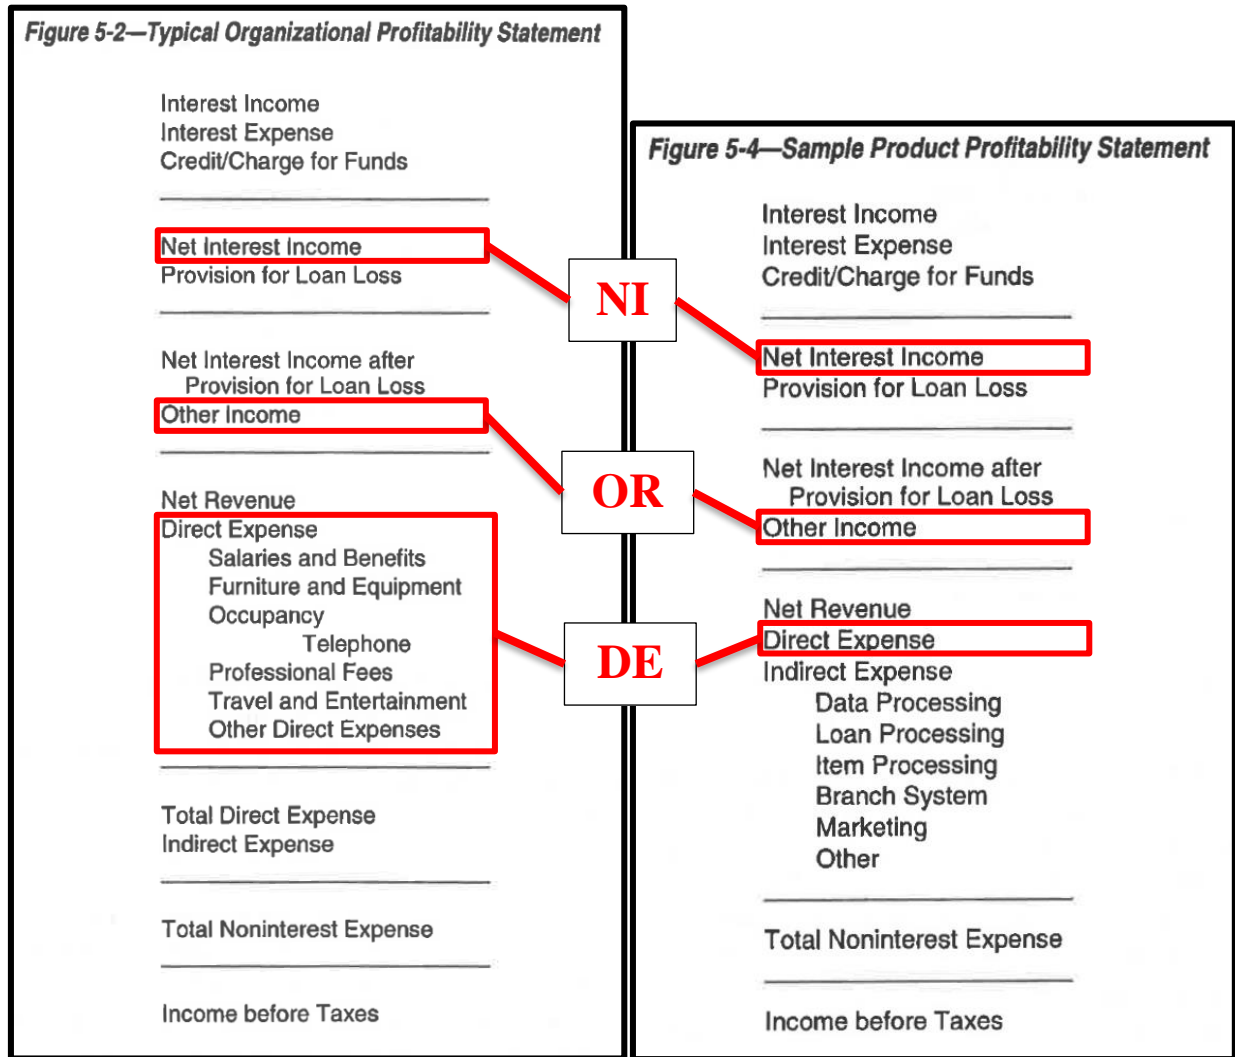 Figure 5-2—Typical Organizational Profitability Statement
Interest Income
Interest Expense
Credit/Charge for Funds
Net Interest Income
Provision for Loan Loss
Net Interest Income after
Provision for Loan Loss
Other Income
Net Revenue
Direct Expense
Salaries and Benefits
Furniture and Equipment
Occupancy
Telephone
Professional Fees
Travel and Entertainment
Other Direct Expenses
Total Direct Expense
Indirect Expense
Total Noninterest Expense
Income before Taxes
NI
OR
DE
Figure 5-4—Sample Product Profitability Statement
Interest Income
Interest Expense
Credit/Charge for Funds
Net Interest Income
Provision for Loan Loss
Net Interest Income after
Provision for Loan Loss
Other Income
Net Revenue
Direct Expense
Indirect Expense
Data Processing
Loan Processing
Item Processing
Branch System
Marketing
Other
Total Noninterest Expense
Income before Taxes